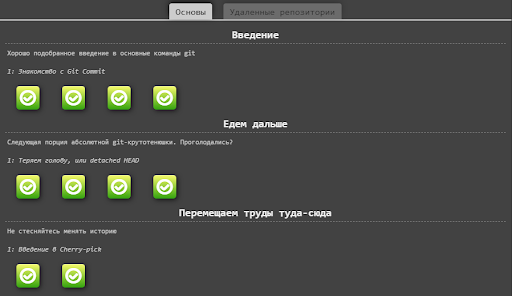 Основы
Удаленные репозитории
Введение
Хорошо подобранное введение в основные команды git
1: Знакомство с Git Commit
Едем дальше
Следующая порция абсолютной git-крутотенюшки. Проголодались?
1: Теряем голову, или detached HEAD
Перемещаем труды туда-сюда
Не стесняйтесь менять историю
1: Введение в Cherry-pick